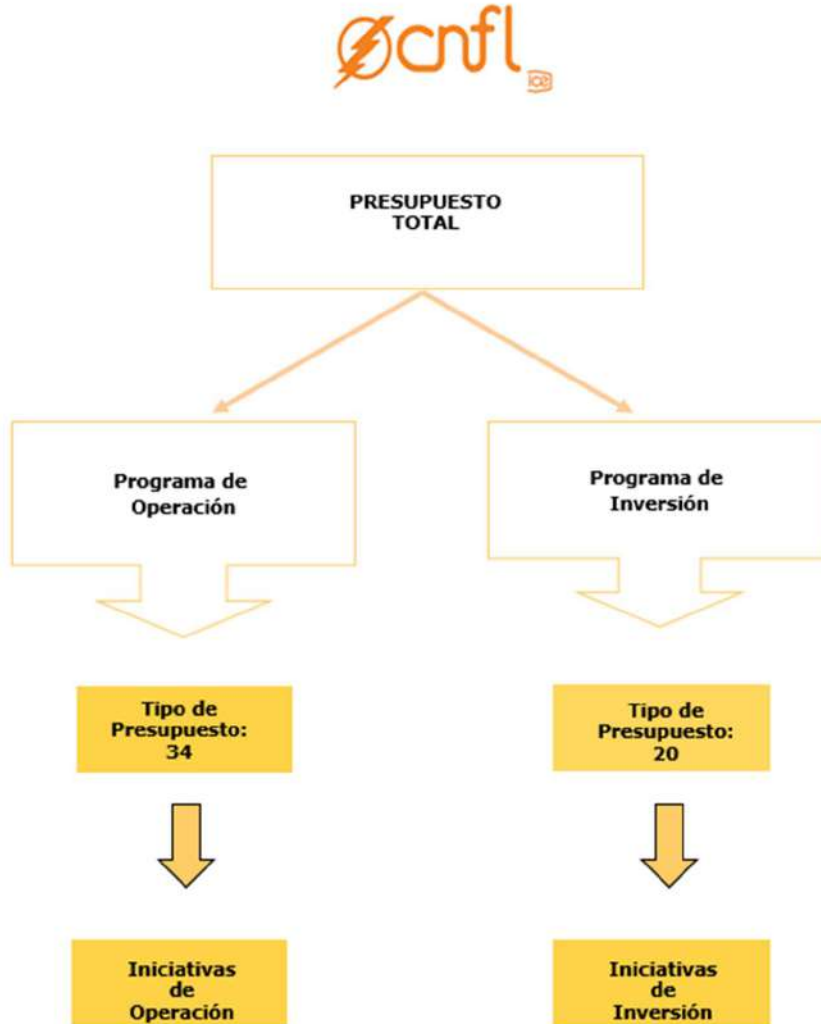 cnfl
ice
PRESUPUESTO
TOTAL
Programa de
Operación
Programa de
Inversión
Tipo de
Presupuesto:
34
Tipo de
Presupuesto:
20
Iniciativas
de
Operación
Iniciativas
de
Inversión